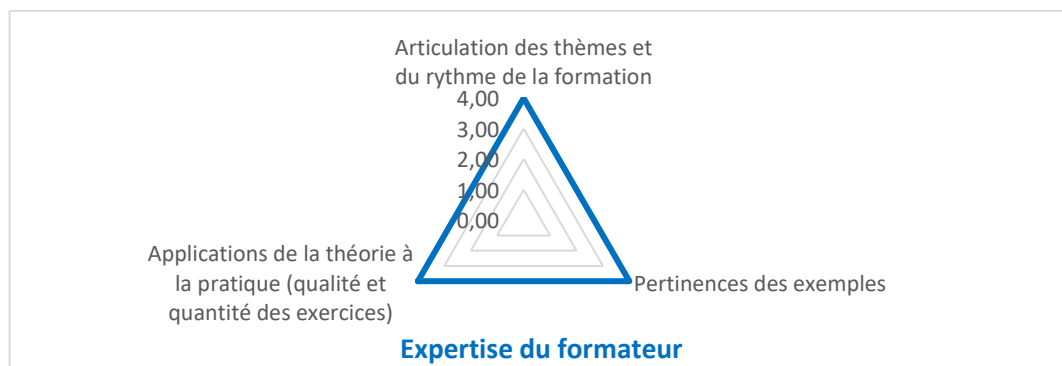 Articulation des thèmes et
du rythme de la formation
4,00
3,00
2,00
1,00
0,00
Applications de la théorie à
la pratique (qualité et
quantité des exercices)
Pertinences des exemples
Expertise du formateur